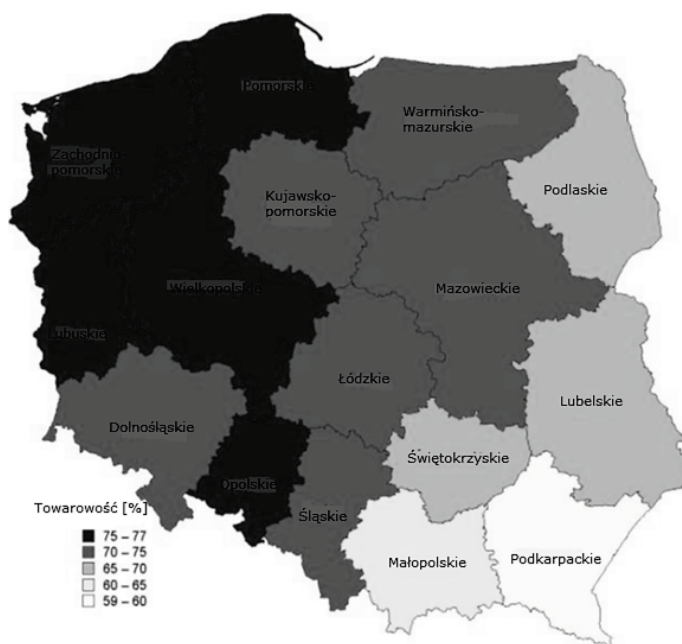 Pomorskie
Warmińsko-
mazurskie
Zachodnio-
pomorskie
Podlaskie
Kujawsko-
pomorskie
Wielkopolskie
Mazowieckie
Lubuskie
Łódzkie
Lubelskie
Dolnośląskie
Świętokrzyskie
Opolskie
Śląskie
Małopolskie
Podkarpackie
Towarowość [%]
75 – 77
70 – 75
65 – 70
60 – 65
59 – 60